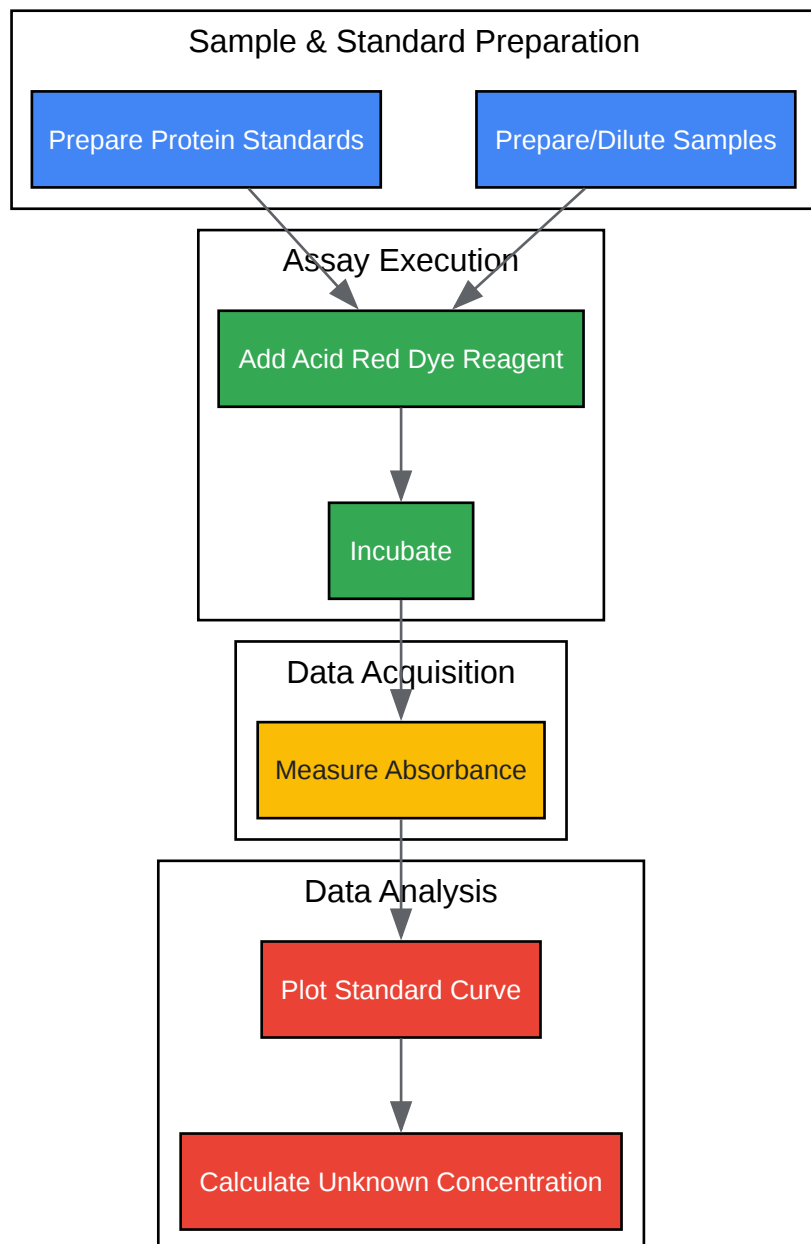 Sample & Standard Preparation
Prepare Protein Standards
Prepare/Dilute Samples
Assay Execution
Add Acid Red Dye Reagent
Incubate
Data Acquisition
Measure Absorbance
Data Analysis
Plot Standard Curve
Calculate Unknown Concentration